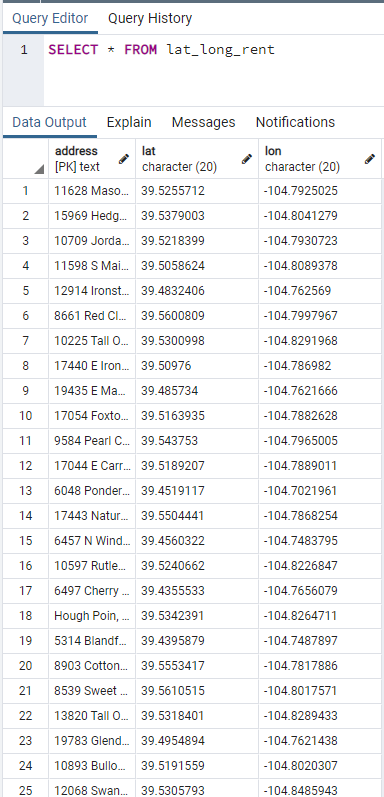 Query Editor Query History
1 SELECT * FROM lat_long_rent
Data Output Explain Messages Notifications
address lat lon
[PK] text character (20) character (20)
1 11628 Maso... 39.5255712 -104.7925025
2 15969 Hedg... 39.5379003 -104.8041279
3 10709 Jorda... 39.5218399 -104.7930723
4 11598 S Mai... 39.5058624 -104.8089378
5 12914 Ironst... 39.4832406 -104.762569
6 8661 Red Cl... 39.5600809 -104.7997967
7 10225 Tall O... 39.5300998 -104.8291968
8 17440 E Iron... 39.50976 -104.786982
9 19435 E Ma... 39.485734 -104.7621666
10 17054 Foxto... 39.5163935 -104.7882628
11 9584 Pearl C... 39.543753 -104.7965005
12 17044 E Carr... 39.5189207 -104.7889011
13 6048 Ponder... 39.4519117 -104.7021961
14 17443 Natur... 39.5504441 -104.7868254
15 6457 N Wind... 39.4560322 -104.7483795
16 10597 Rutle... 39.5240662 -104.8226847
17 6497 Cherry ... 39.4355533 -104.7656079
18 Hough Poin, ... 39.5342391 -104.8264711
19 5314 Blandf... 39.4395879 -104.7487897
20 8903 Cotton... 39.5553417 -104.7817886
21 8539 Sweet ... 39.5610515 -104.8017571
22 13820 Tall O... 39.5318401 -104.8289433
23 19783 Glend... 39.4954894 -104.7621438
24 10893 Bullo... 39.5191559 -104.8020307
25 12068 Swan... 39.5305793 -104.8485943